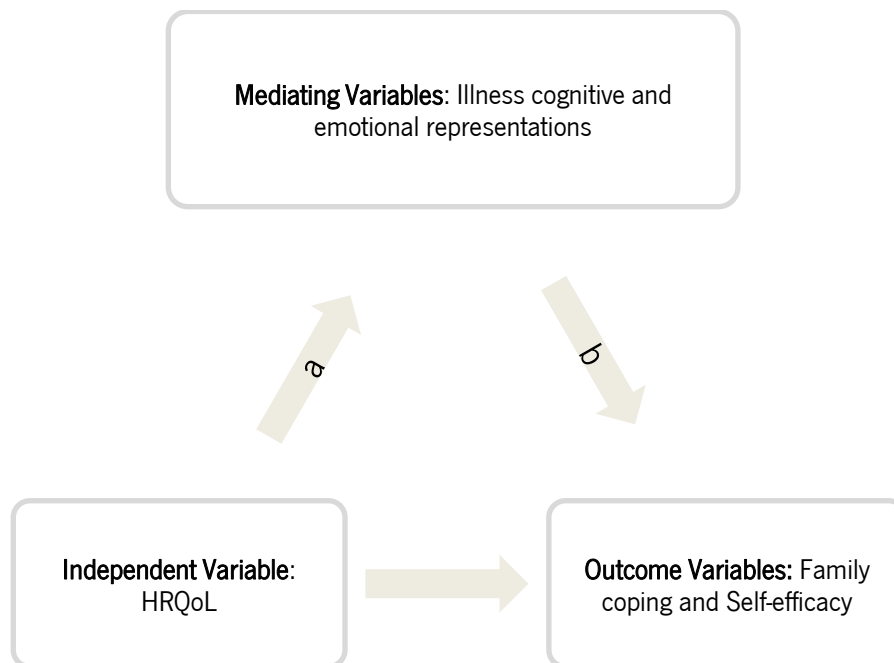 Mediating Variables: Illness cognitive and
emotional representations
a
b
Independent Variable:
HRQoL
Outcome Variables: Family
coping and Self-efficacy